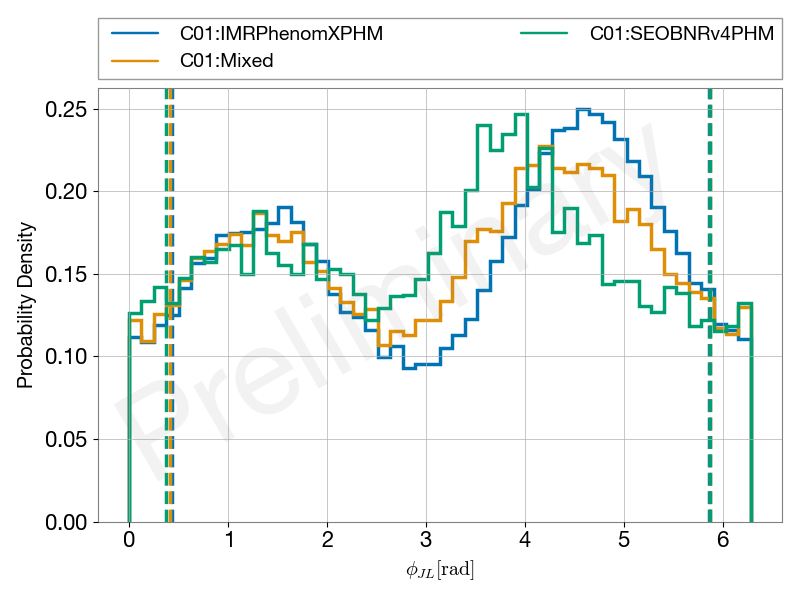 C01:IMRPhenomXPHM
C01:Mixed
C01:SEOBNRv4PHM
0.25
0.20
0.15
0.10
0.05
0.00
Probability Density
Preliminary
0 1 2 3 4 5 6
ϕ_JL[rad]